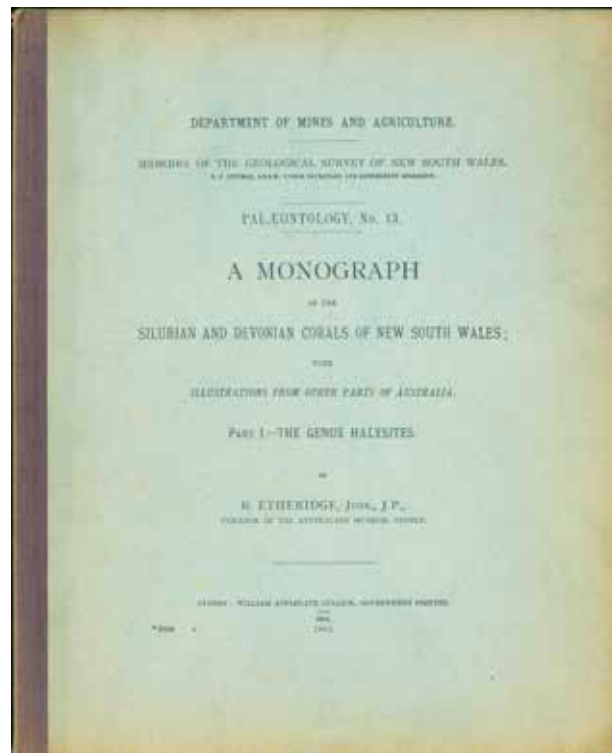 DEPARTMENT OF MINES AND AGRICULTURE.
MEMOIRS OF THE GEOLOGICAL SURVEY OF NEW SOUTH WALES.
PALÆONTOLOGY, No. 13.
A MONOGRAPH
OF THE
SILURIAN AND DEVONIAN CORALS OF NEW SOUTH WALES;
WITH
ILLUSTRATIONS FROM OTHER PARTS OF AUSTRALIA.
PART I.—THE GENUS HALYSITES.
BY
R. ETHERIDGE, JUNR., J.P.,
CURATOR OF THE AUSTRALIAN MUSEUM, SYDNEY.
SYDNEY: WILLIAM APPLEGATE GULLICK, GOVERNMENT PRINTER.